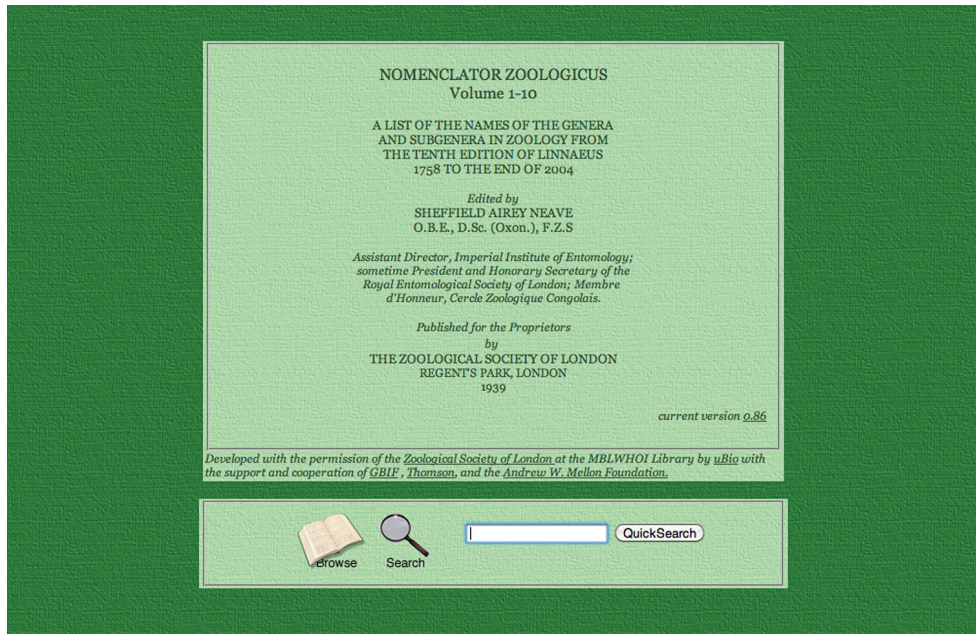 NOMENCLATOR ZOOLOGICUS
Volume 1-10
A LIST OF THE NAMES OF THE GENERA
AND SUBGENERA IN ZOOLOGY FROM
THE TENTH EDITION OF LINNAEUS
1758 TO THE END OF 2004
Edited by
SHEFFIELD AIREY NEAVE
O.B.E., D.Sc. (Oxon.), F.Z.S
Assistant Director, Imperial Institute of Entomology;
sometime President and Honorary Secretary of the
Royal Entomological Society of London; Membre
d'Honneur, Cercle Zoologique Congolais.
Published for the Proprietors
by
THE ZOOLOGICAL SOCIETY OF LONDON
REGENT'S PARK, LONDON
1939
current version 0.86
Developed with the permission of the Zoological Society of London at the MBLWHOI Library by uBio with
the support and cooperation of GBIF , Thomson, and the Andrew W. Mellon Foundation.
QuickSearch
Browse Search